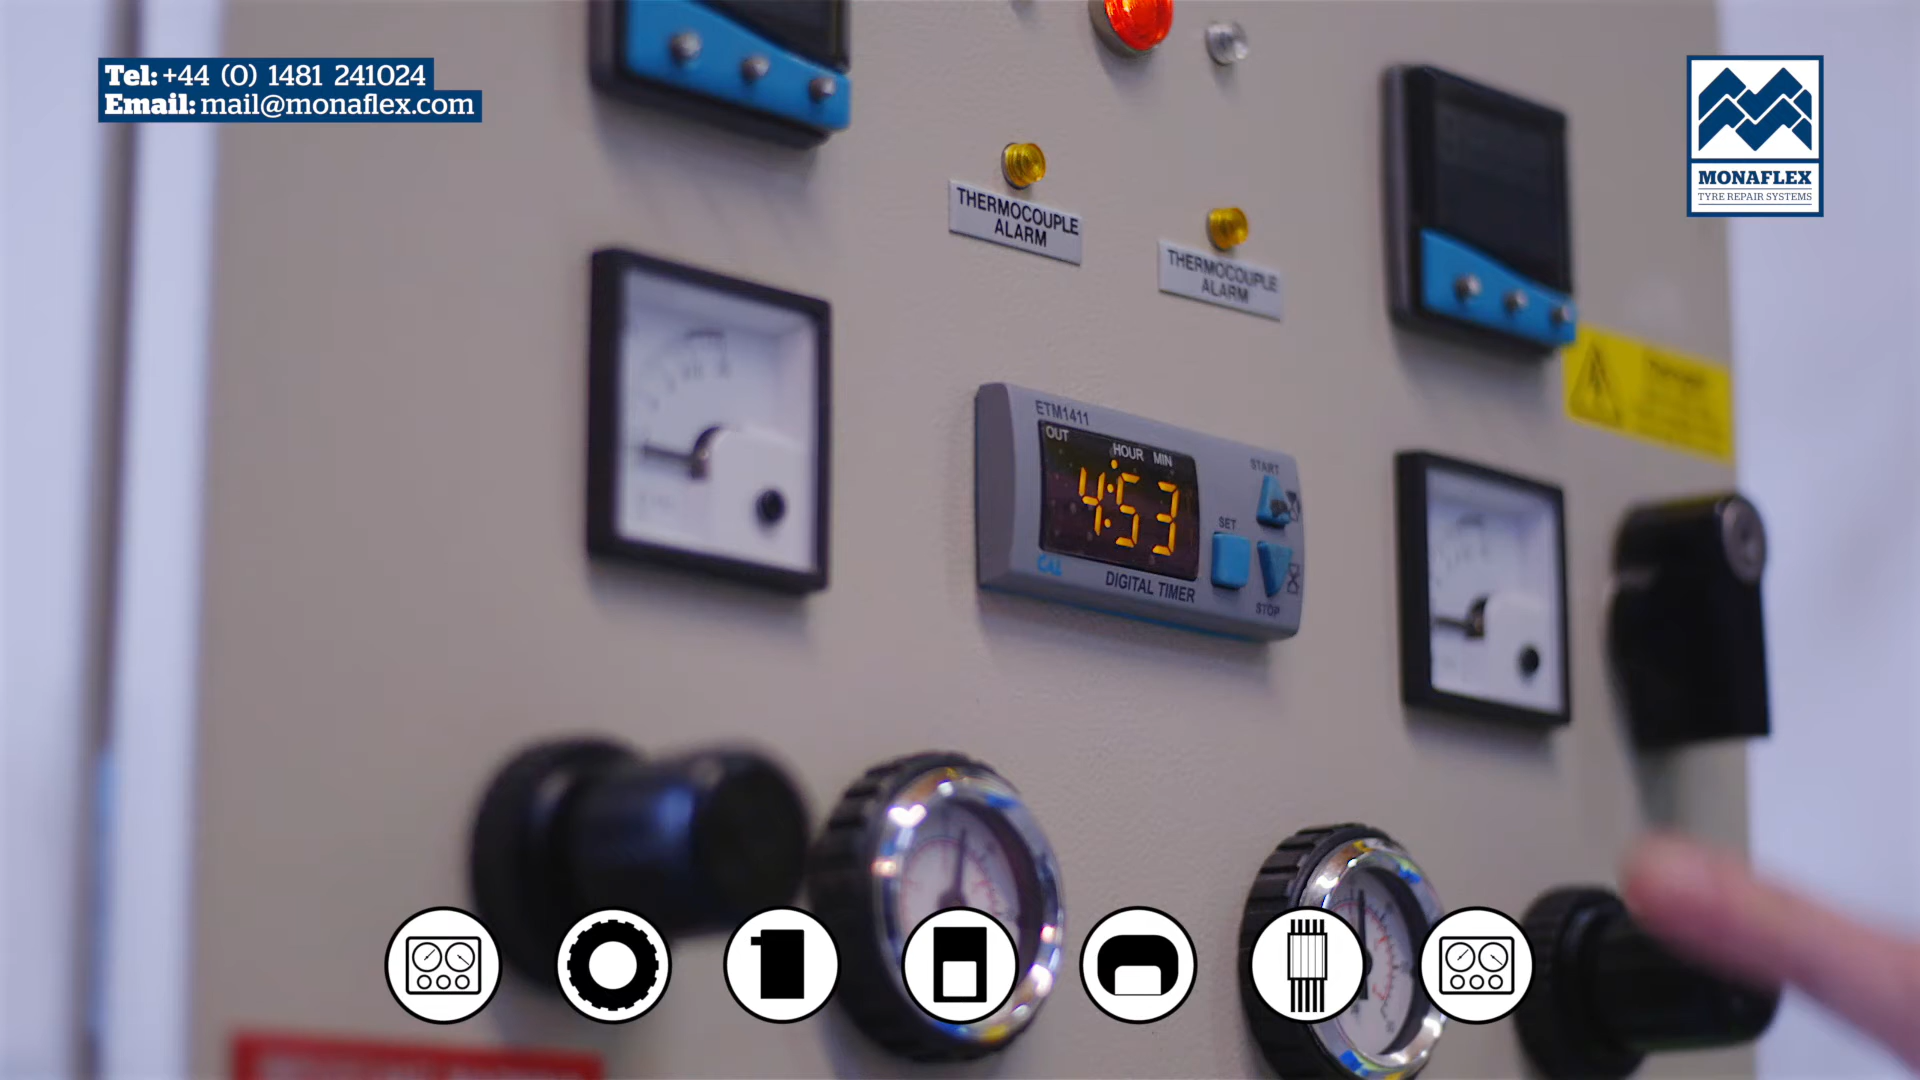 Tel: +44 (0) 1481 241024
Email: mail@monaflex.com
MONAFLEX
TYRE REPAIR SYSTEMS
THERMOCOUPLE
ALARM
THERMOCOUPLE
ALARM
ETM1411
OUT
HOUR MIN
START
4:53
SET
CAL
DIGITAL TIMER
STOP